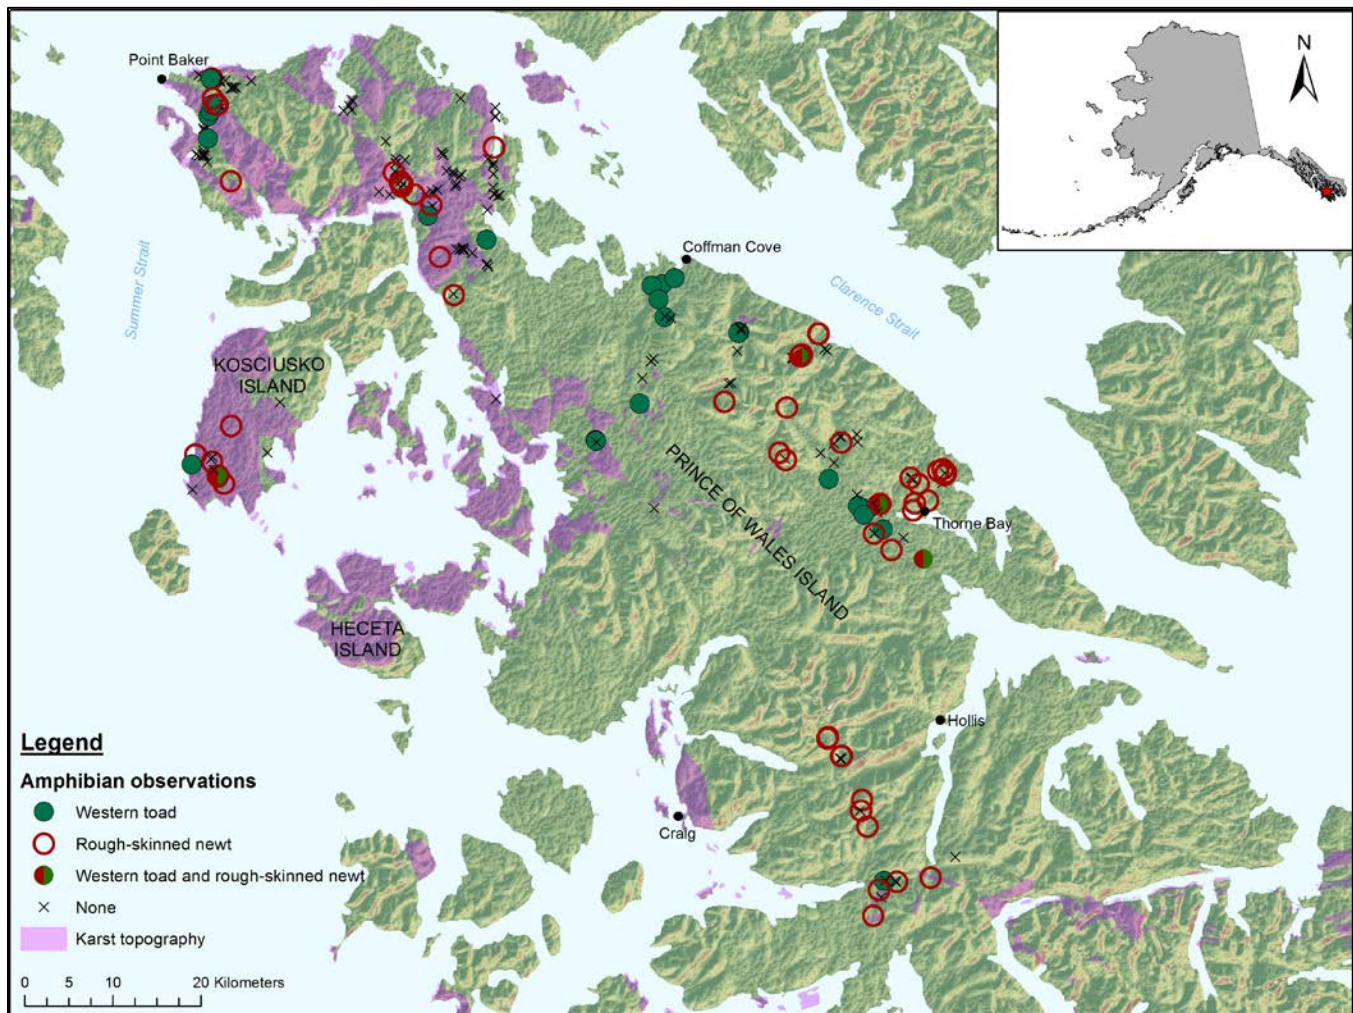 Point Baker
N
Coffman Cove
Summer Strait
Clarence Strait
KOSCIUSKO
ISLAND
PRINCE OF WALES ISLAND
Thorne Bay
HECETA
ISLAND
Hollis
Craig
Legend
Amphibian observations
Western toad
Rough-skinned newt
Western toad and rough-skinned newt
None
Karst topography
0 5 10 20 Kilometers